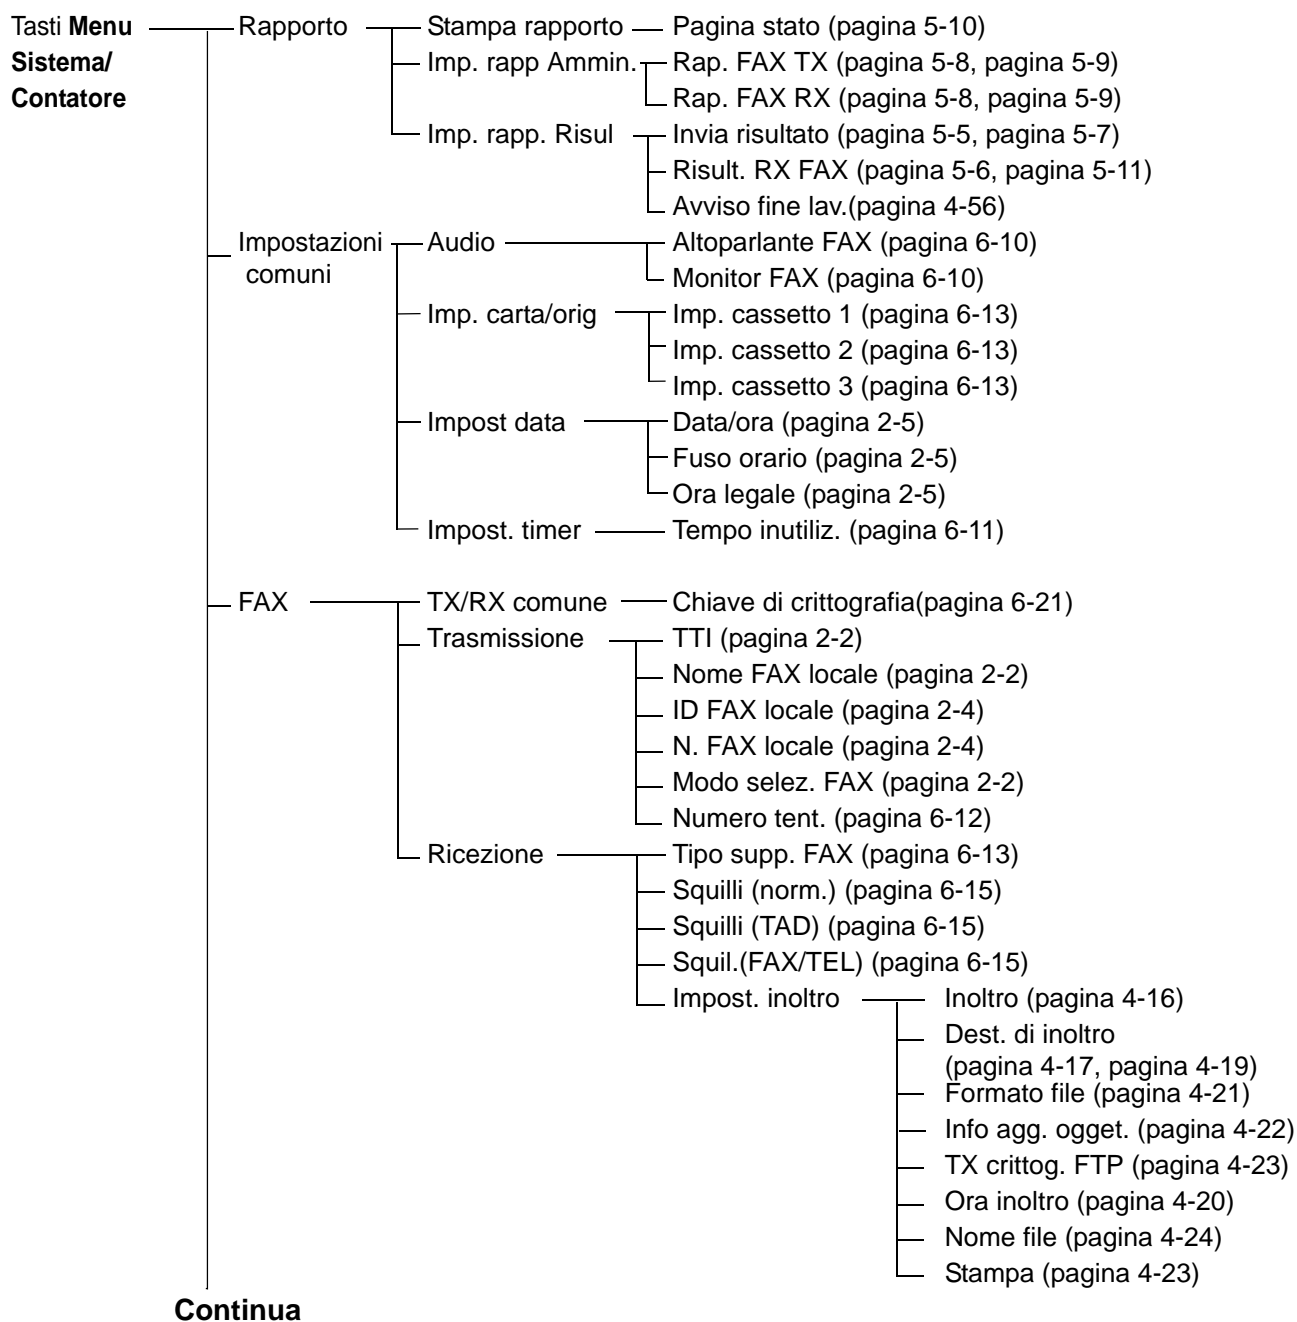 Tasti Menu Sistema/ Contatore
Rapporto
Stampa rapporto
Pagina stato (pagina 5-10)
Imp. rapp Ammin.
Rap. FAX TX (pagina 5-8, pagina 5-9)
Rap. FAX RX (pagina 5-8, pagina 5-9)
Imp. rapp. Risul
Invia risultato (pagina 5-5, pagina 5-7)
Risult. RX FAX (pagina 5-6, pagina 5-11)
Avviso fine lav.(pagina 4-56)
Impostazioni comuni
Audio
Altoparlante FAX (pagina 6-10)
Monitor FAX (pagina 6-10)
Imp. carta/orig
Imp. cassetto 1 (pagina 6-13)
Imp. cassetto 2 (pagina 6-13)
Imp. cassetto 3 (pagina 6-13)
Impost data
Data/ora (pagina 2-5)
Fuso orario (pagina 2-5)
Ora legale (pagina 2-5)
Impost. timer
Tempo inutiliz. (pagina 6-11)
FAX
TX/RX comune
Chiave di crittografia(pagina 6-21)
Trasmissione
TTI (pagina 2-2)
Nome FAX locale (pagina 2-2)
ID FAX locale (pagina 2-4)
N. FAX locale (pagina 2-4)
Modo selez. FAX (pagina 2-2)
Numero tent. (pagina 6-12)
Ricezione
Tipo supp. FAX (pagina 6-13)
Squilli (norm.) (pagina 6-15)
Squilli (TAD) (pagina 6-15)
Squil.(FAX/TEL) (pagina 6-15)
Impost. inoltro
Inoltro (pagina 4-16)
Dest. di inoltro
(pagina 4-17, pagina 4-19)
Formato file (pagina 4-21)
Info agg. ogget. (pagina 4-22)
TX crittog. FTP (pagina 4-23)
Ora inoltro (pagina 4-20)
Nome file (pagina 4-24)
Stampa (pagina 4-23)
Continua